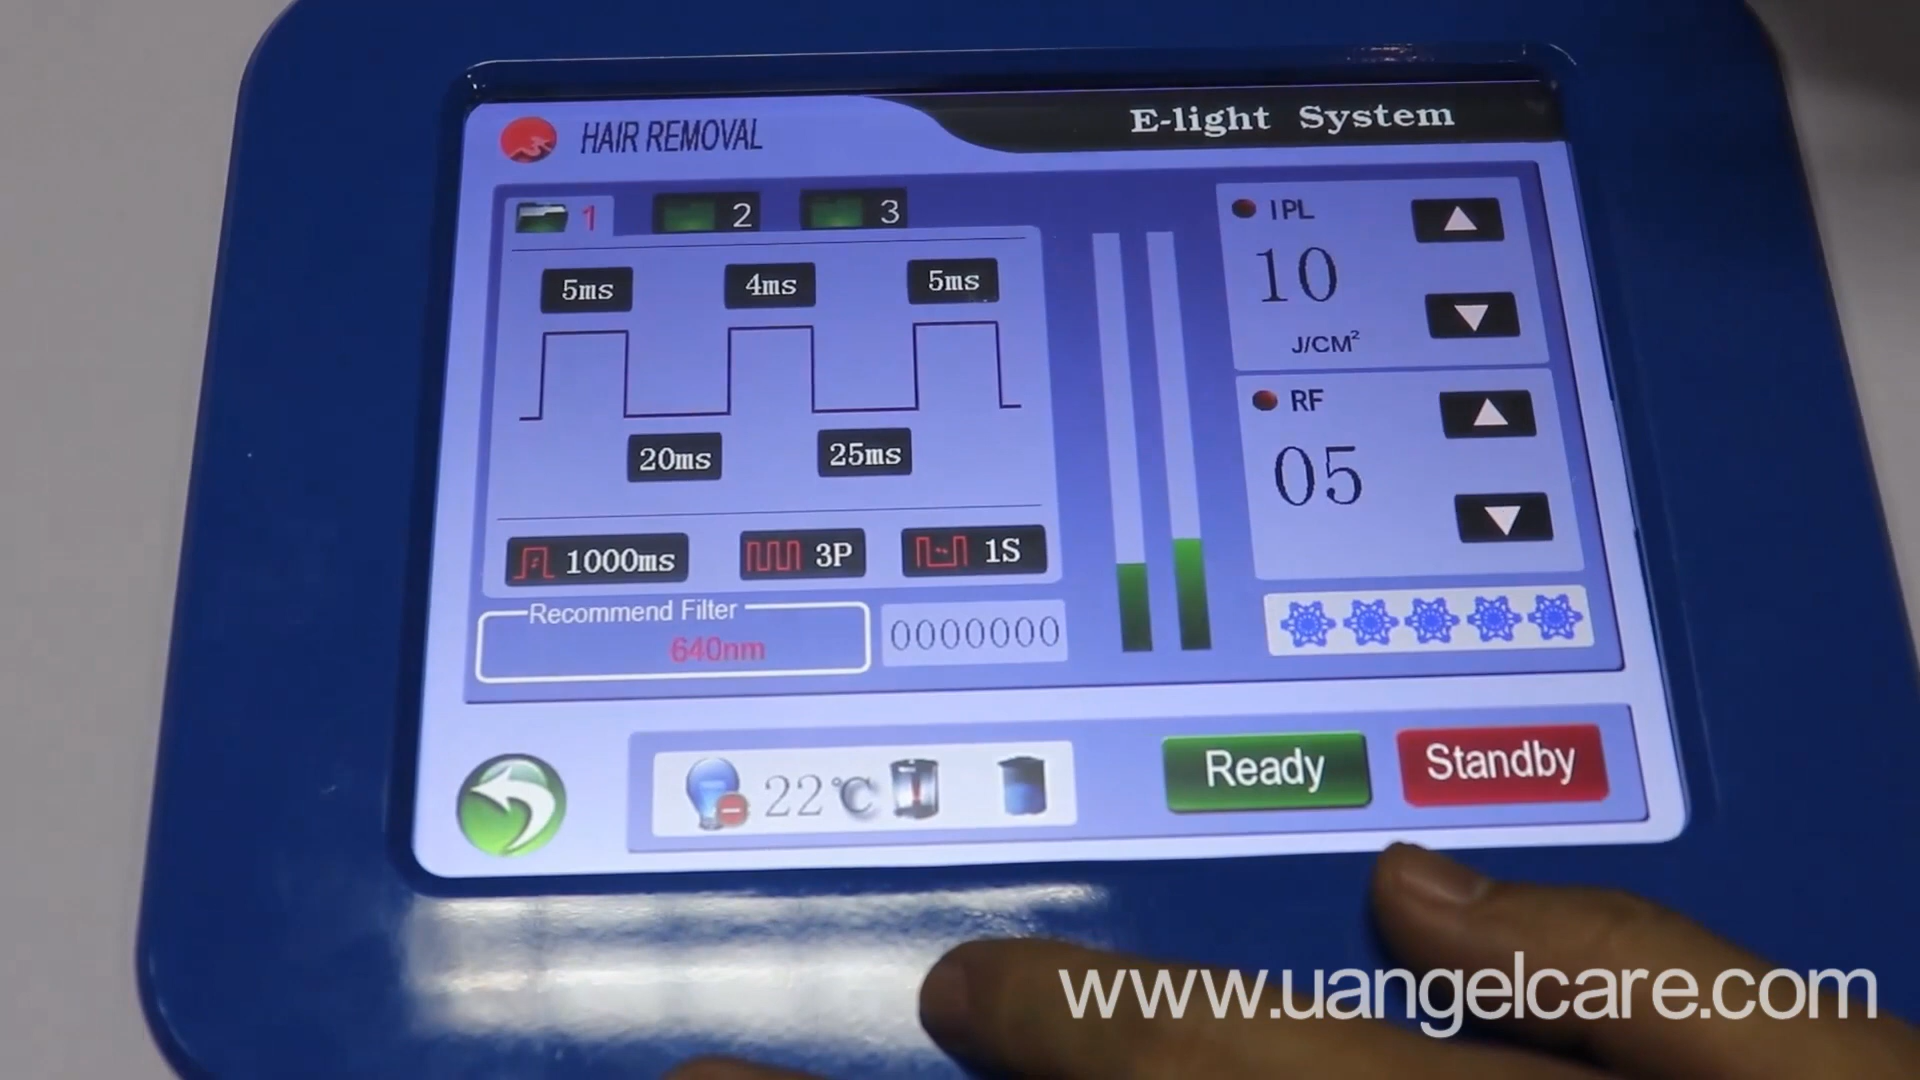 HAIR REMOVAL
E-light System
1
2
3
5ms
4ms
5ms
20ms
25ms
1000ms
3P
1S
Recommend Filter
640nm
0000000
IPL
10
J/CM²
RF
05
22℃
Ready
Standby
www.uangelcare.com